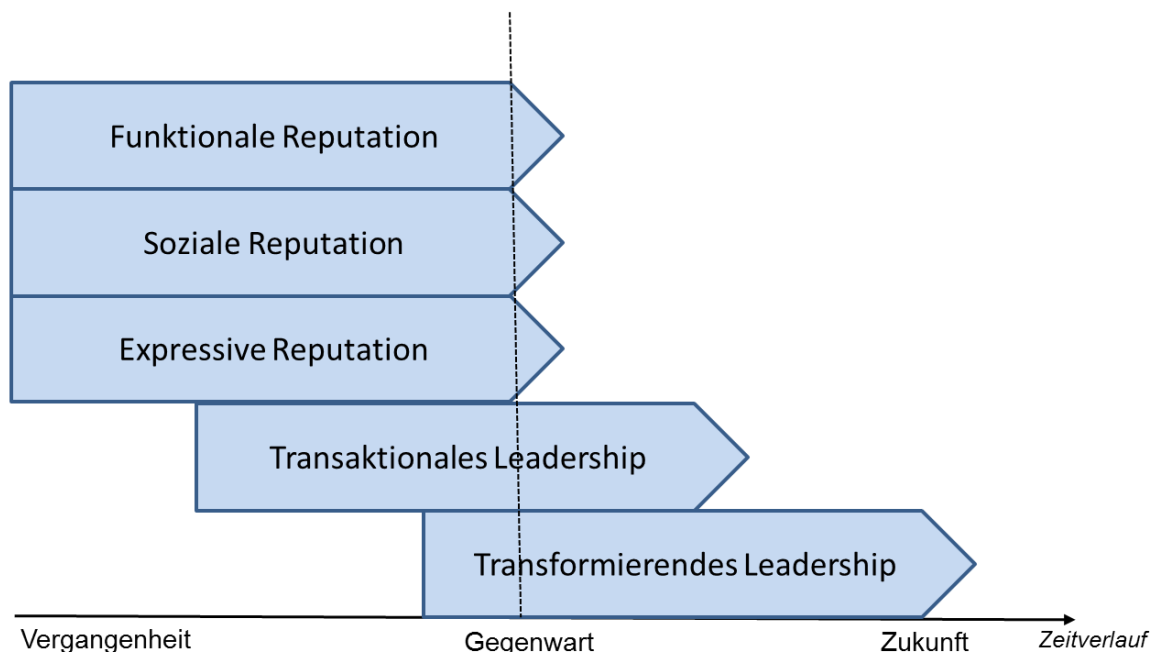 Funktionale Reputation
Soziale Reputation
Expressive Reputation
Transaktionales Leadership
Transformierendes Leadership
Vergangenheit Gegenwart Zukunft Zeitverlauf